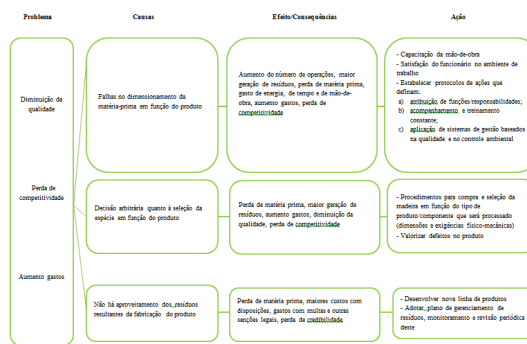 Problema
Causas
Efeito/Consequências
Ação
Diminuição da
qualidade
Perda de
competitividade
Aumento gastos
Falhas no dimensionamento da
matéria-prima em função do produto
Aumento do número de operações, maior
geração de resíduos, perda de matéria prima,
gasto de energia, de tempo e de mão-de-
obra, aumento gastos, perda de
competitividade
- Capacitação da mão-de-obra
- Satisfação do funcionário no ambiente de
trabalho
- Estabelecer protocolos de ações que
definam:
a) atribuição de funções/responsabilidades;
b) acompanhamento e treinamento
constante;
c) aplicação de sistemas de gestão baseados
na qualidade e no controle ambiental
Decisão arbitrária quanto à seleção da
espécie em função do produto
Perda de matéria prima, maior geração de
resíduos, aumento gastos, diminuição da
qualidade, perda de competitividade
- Procedimentos para compra e seleção da
madeira em função do tipo de
produto/componente que será processado
(dimensões e exigências físico-mecânicas)
- Valorizar defeitos no produto
Não há aproveitamento dos resíduos
resultantes da fabricação do produto
Perda de matéria prima, maiores custos com
disposições, gastos com multas e outras
sanções legais, perda de credibilidade
- Desenvolver nova linha de produtos
- Adotar plano de gerenciamento de
resíduos, monitoramento e revisão periódica
deste